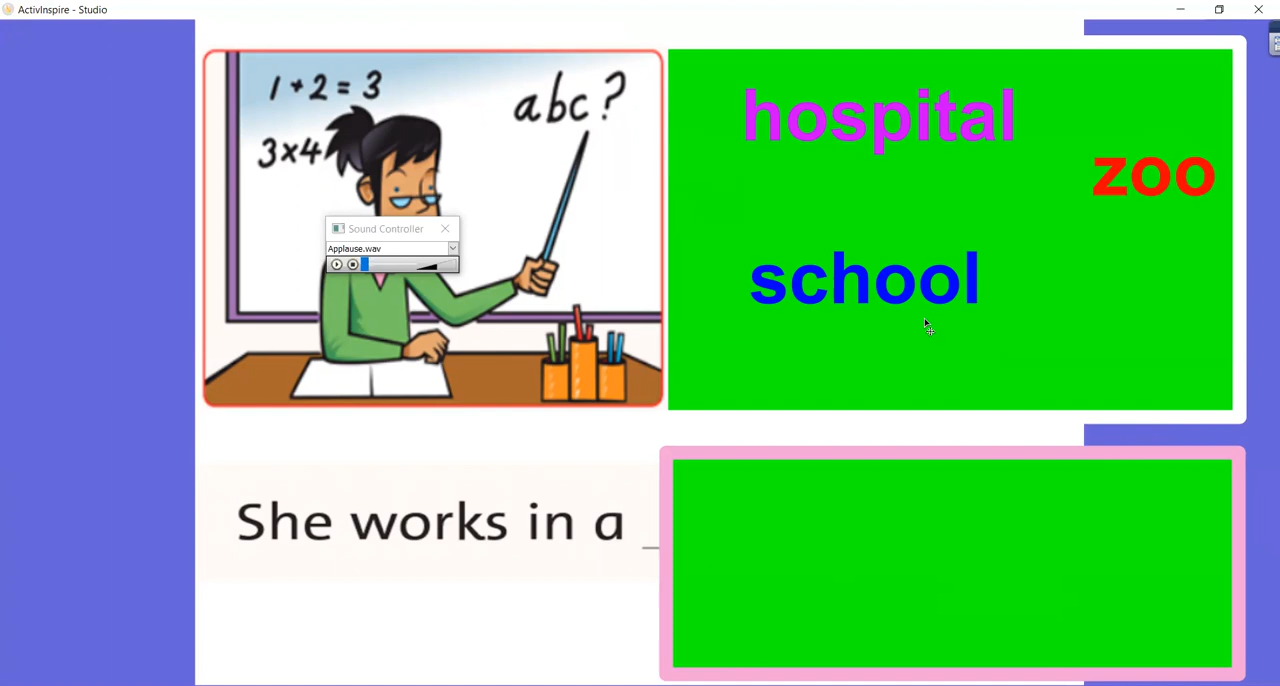 ActivInspire - Studio
1 + 2 = 3
abc?
3x4
hospital
zoo
Sound Controller
Applause.wav
school
She works in a _